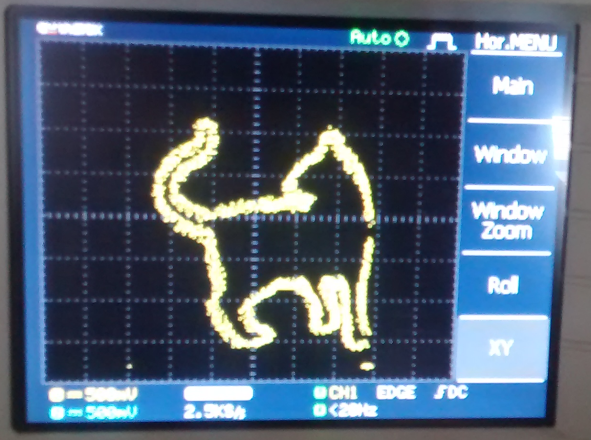 Auto
Hor.MENU
Main
Window
Window
Zoom
Roll
XY
500mV
CH1 EDGE DC
500mV
2.5KS/s
<20Hz